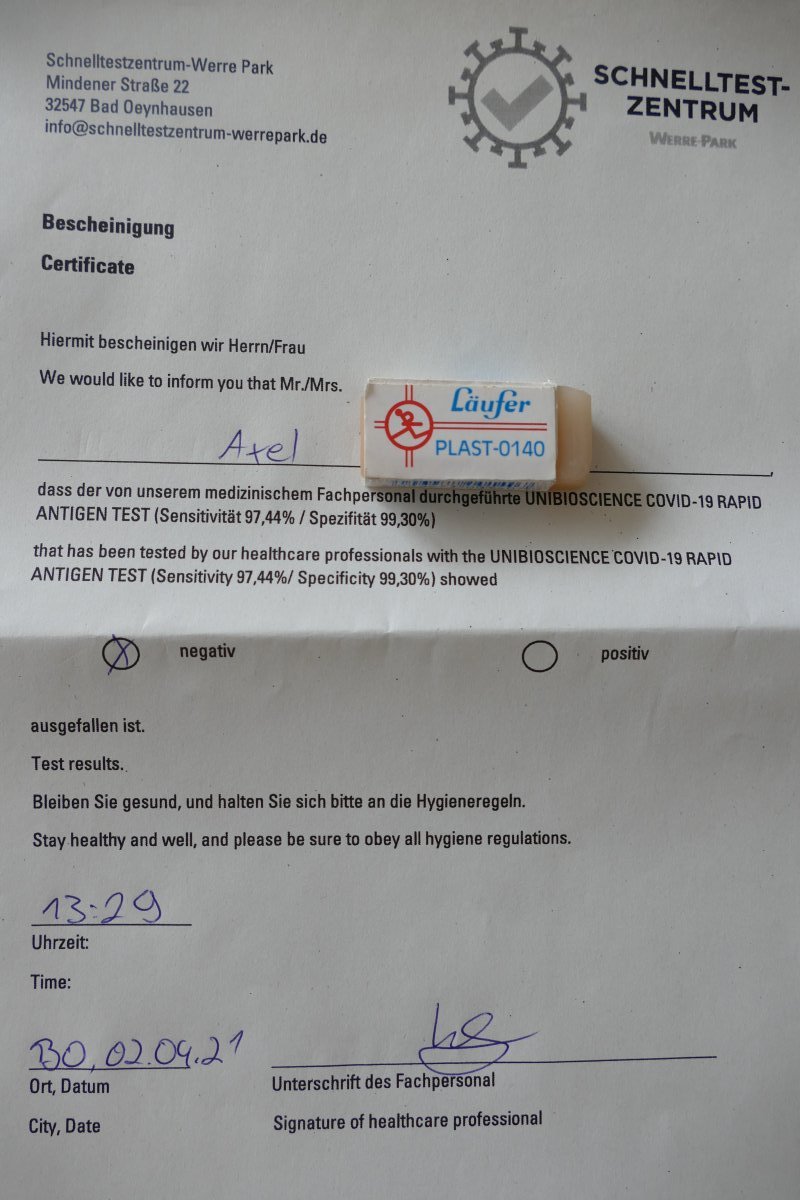 Schnelltestzentrum-Werre Park
Mindener Straße 22
32547 Bad Oeynhausen
info@schnelltestzentrum-werrepark.de
SCHNELLTEST-
ZENTRUM
WERRE-PARK
Bescheinigung
Certificate
Hiermit bescheinigen wir Herrn/Frau
We would like to inform you that Mr./Mrs.
Axel
Läufer
PLAST-0140
dass der von unserem medizinischem Fachpersonal durchgeführte UNIBIOSCIENCE COVID-19 RAPID
ANTIGEN TEST (Sensitivität 97,44% / Spezifität 99,30%)
that has been tested by our healthcare professionals with the UNIBIOSCIENCE COVID-19 RAPID
ANTIGEN TEST (Sensitivity 97,44%/ Specificity 99,30%) showed
X negativ positiv
ausgefallen ist.
Test results.
Bleiben Sie gesund, und halten Sie sich bitte an die Hygieneregeln.
Stay healthy and well, and please be sure to obey all hygiene regulations.
13:29
Uhrzeit:
Time:
BO, 02.04.21
Ort, Datum
Unterschrift des Fachpersonal
City, Date
Signature of healthcare professional